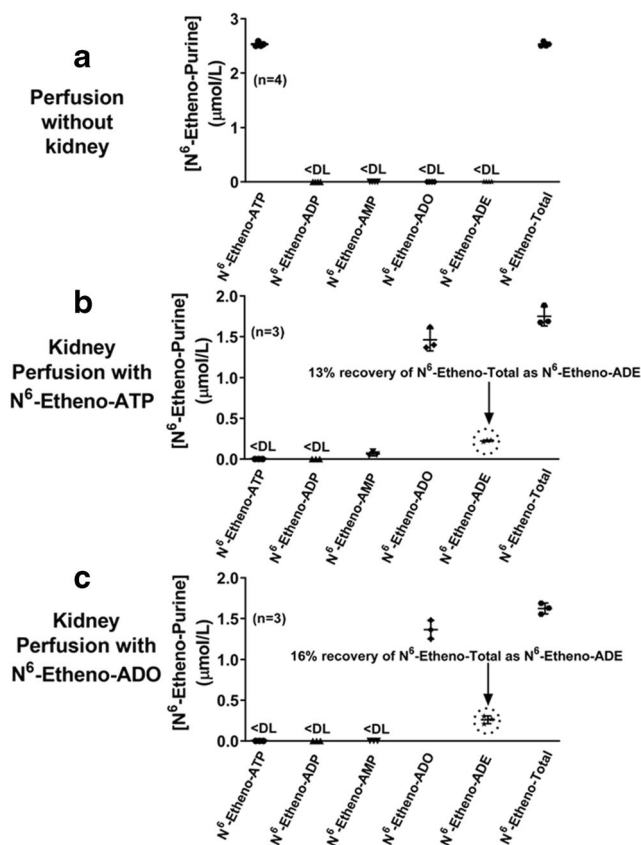 a
Perfusion
without
kidney
[N⁶-Etheno-Purine]
(μmol/L)
3
2
1
0
(n=4)
<DL
<DL
<DL
<DL
N⁶-Etheno-ATP
N⁶-Etheno-ADP
N⁶-Etheno-AMP
N⁶-Etheno-ADO
N⁶-Etheno-ADE
N⁶-Etheno-Total
b
Kidney
Perfusion with
N⁶-Etheno-ATP
[N⁶-Etheno-Purine]
(μmol/L)
2.0
1.5
1.0
0.5
0.0
(n=3)
13% recovery of N⁶-Etheno-Total as N⁶-Etheno-ADE
<DL
<DL
N⁶-Etheno-ATP
N⁶-Etheno-ADP
N⁶-Etheno-AMP
N⁶-Etheno-ADO
N⁶-Etheno-ADE
N⁶-Etheno-Total
c
Kidney
Perfusion with
N⁶-Etheno-ADO
[N⁶-Etheno-Purine]
(μmol/L)
2.0
1.5
1.0
0.5
0.0
(n=3)
16% recovery of N⁶-Etheno-Total as N⁶-Etheno-ADE
<DL
<DL
<DL
N⁶-Etheno-ATP
N⁶-Etheno-ADP
N⁶-Etheno-AMP
N⁶-Etheno-ADO
N⁶-Etheno-ADE
N⁶-Etheno-Total